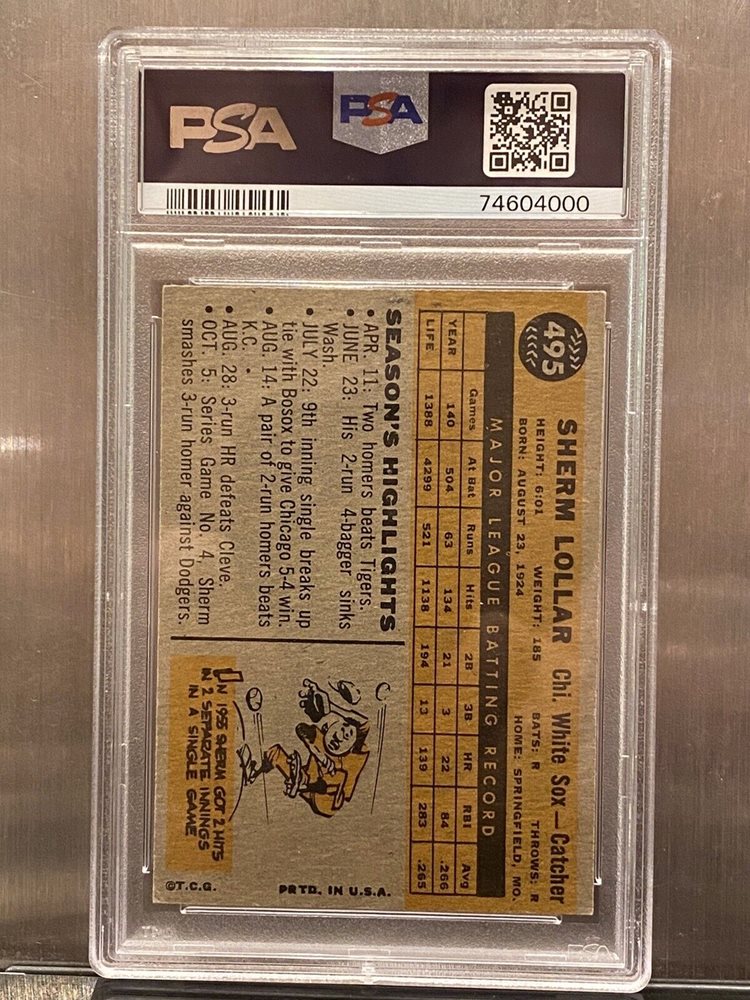 PSA
PSA
74604000
495
SHERM LOLLAR Chi. White Sox — Catcher
HEIGHT: 6:01 WEIGHT: 185 BATS: R THROWS: R
BORN: AUGUST 23, 1924 HOME: SPRINGFIELD, MO.
MAJOR LEAGUE BATTING RECORD
Games At Bat Runs Hits 2B 3B HR RBI Avg
YEAR 140 504 63 134 21 3 22 84 .266
LIFE 1388 4299 521 1138 194 13 139 283 .265
SEASON'S HIGHLIGHTS
• APR. 11: Two homers beats Tigers.
• JUNE 23: His 2-run 4-bagger sinks
Wash.
• JULY 22: 9th inning single breaks up
tie with Bosox to give Chicago 5-4 win.
• AUG. 14: A pair of 2-run homers beats
K.C.
• AUG. 28: 3-run HR defeats Cleve.
• OCT. 5: Series Game No. 4, Sherm
smashes 3-run homer against Dodgers.
IN 1955 SHERM GOT 2 HITS
IN 2 SEPARATE INNINGS
IN A SINGLE GAME
©T.C.G. PRTD. IN U.S.A.